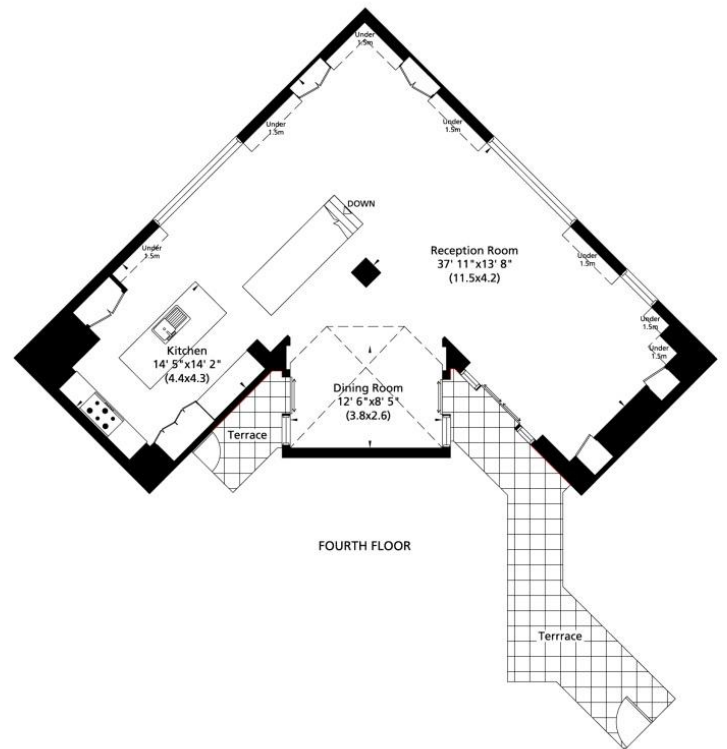 Under
1.5m
Under
1.5m
Under
1.5m
DOWN
Under
1.5m
Reception Room
37' 11"x13' 8"
(11.5x4.2)
Under
1.5m
Under
1.5m
Under
1.5m
Kitchen
14' 5"x14' 2"
(4.4x4.3)
Dining Room
12' 6"x8' 5"
(3.8x2.6)
Terrace
FOURTH FLOOR
Terrrace